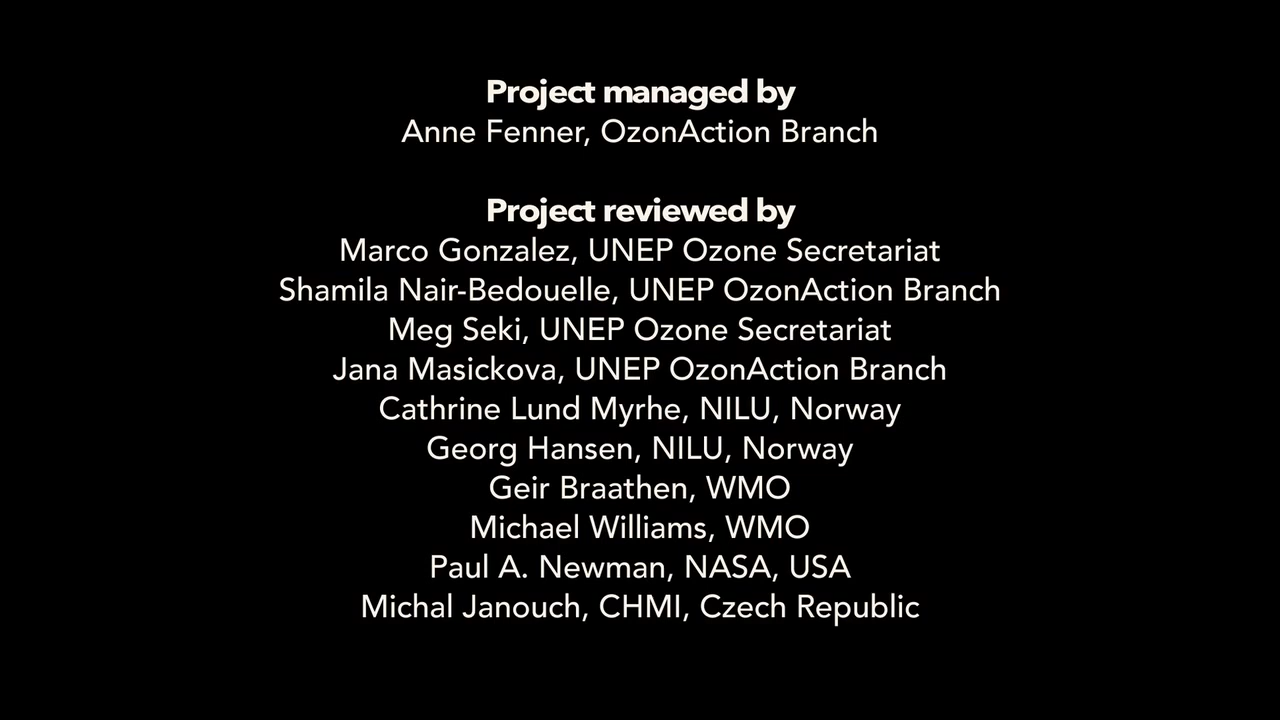 Project managed by
Anne Fenner, OzonAction Branch
Project reviewed by
Marco Gonzalez, UNEP Ozone Secretariat
Shamila Nair-Bedouelle, UNEP OzonAction Branch
Meg Seki, UNEP Ozone Secretariat
Jana Masickova, UNEP OzonAction Branch
Cathrine Lund Myrhe, NILU, Norway
Georg Hansen, NILU, Norway
Geir Braathen, WMO
Michael Williams, WMO
Paul A. Newman, NASA, USA
Michal Janouch, CHMI, Czech Republic